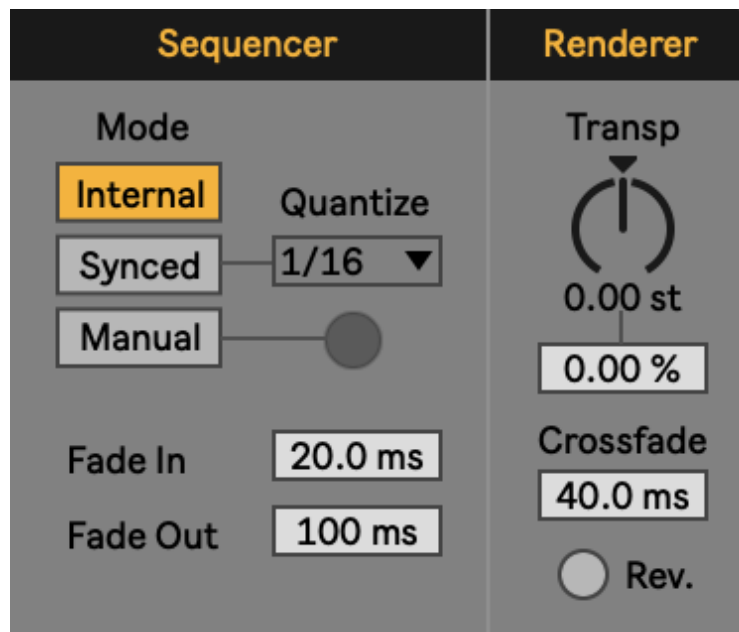 Sequencer
Mode
Internal
Quantize
Synced
1/16
Manual
Fade In
20.0 ms
Fade Out
100 ms
Renderer
Transp
0.00 st
0.00 %
Crossfade
40.0 ms
Rev.